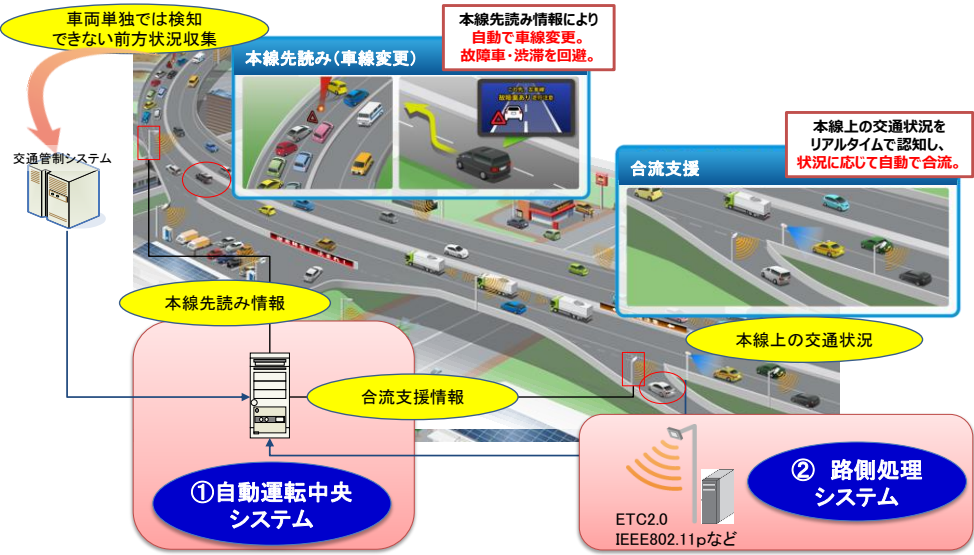 車両単独では検知
できない前方状況収集
本線先読み情報により
自動で車線変更。
故障車・渋滞を回避。
本線先読み（車線変更）
本線上の交通状況を
リアルタイムで認知し、
状況に応じて自動で合流。
交通管制システム
合流支援
本線先読み情報
本線上の交通状況
合流支援情報
①自動運転中央
システム
② 路側処理
システム
ETC2.0
IEEE802.11pなど